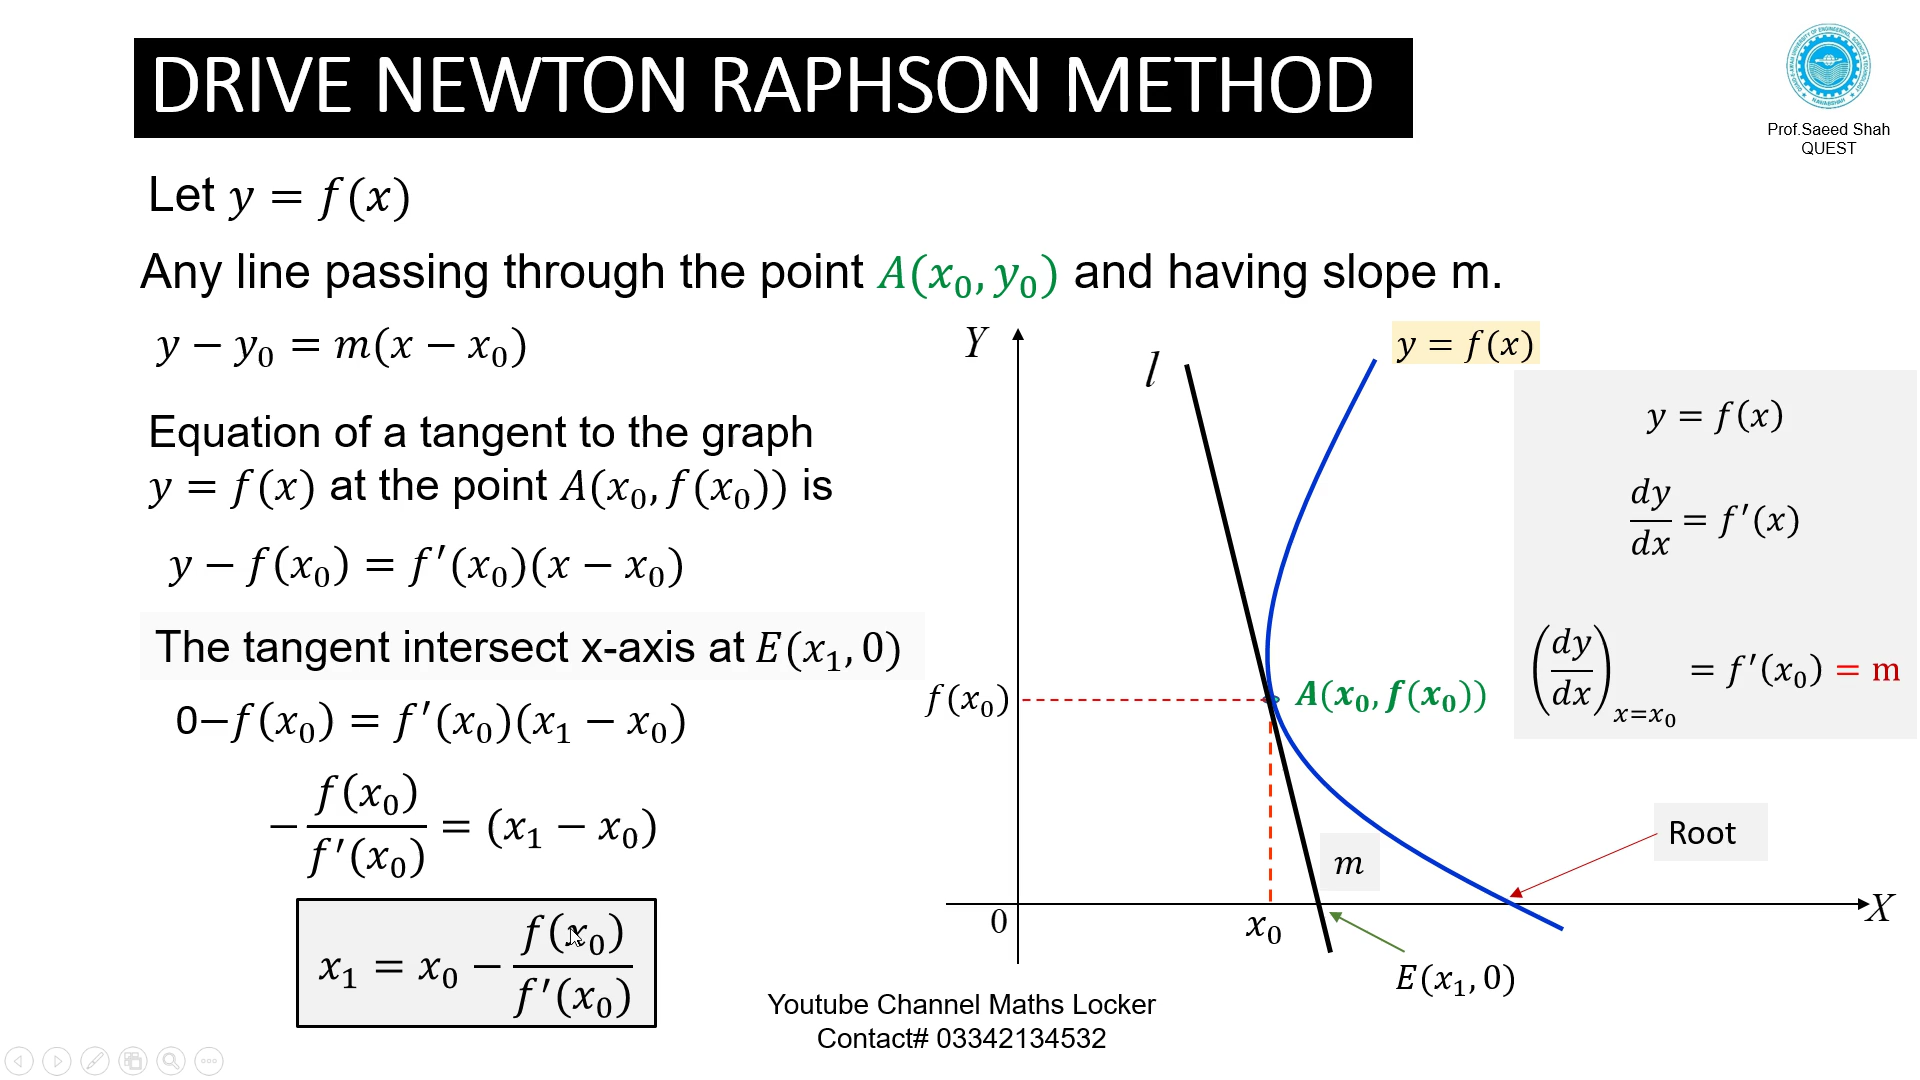 DRIVE NEWTON RAPHSON METHOD
Prof.Saeed Shah
QUEST
Let y = f(x)
Any line passing through the point A(x₀, y₀) and having slope m.
y − y₀ = m(x − x₀)
Equation of a tangent to the graph
y = f(x) at the point A(x₀, f(x₀)) is
y − f(x₀) = f′(x₀)(x − x₀)
The tangent intersect x-axis at E(x₁, 0)
0−f(x₀) = f′(x₀)(x₁ − x₀)
−f(x₀)/f′(x₀) = (x₁ − x₀)
x₁ = x₀ − f(x₀)/f′(x₀)
Y
l
y = f(x)
f(x₀)
A(x₀, f(x₀))
m
Root
0
x₀
X
E(x₁, 0)
y = f(x)
dy/dx = f′(x)
(dy/dx)ₓ₌ₓ₀ = f′(x₀) = m
Youtube Channel Maths Locker
Contact# 03342134532